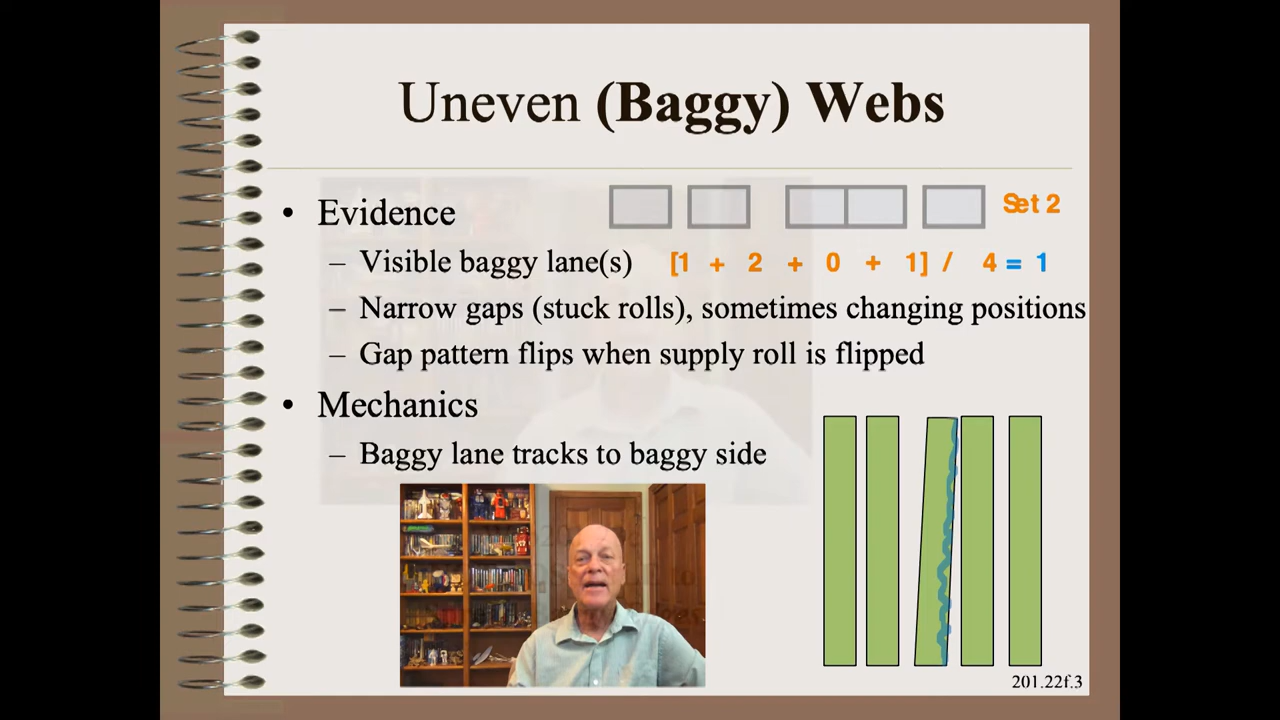 Uneven (Baggy) Webs
• Evidence
Set 2
– Visible baggy lane(s)
[1 + 2 + 0 + 1] / 4 = 1
– Narrow gaps (stuck rolls), sometimes changing positions
– Gap pattern flips when supply roll is flipped
• Mechanics
– Baggy lane tracks to baggy side
201.22f.3